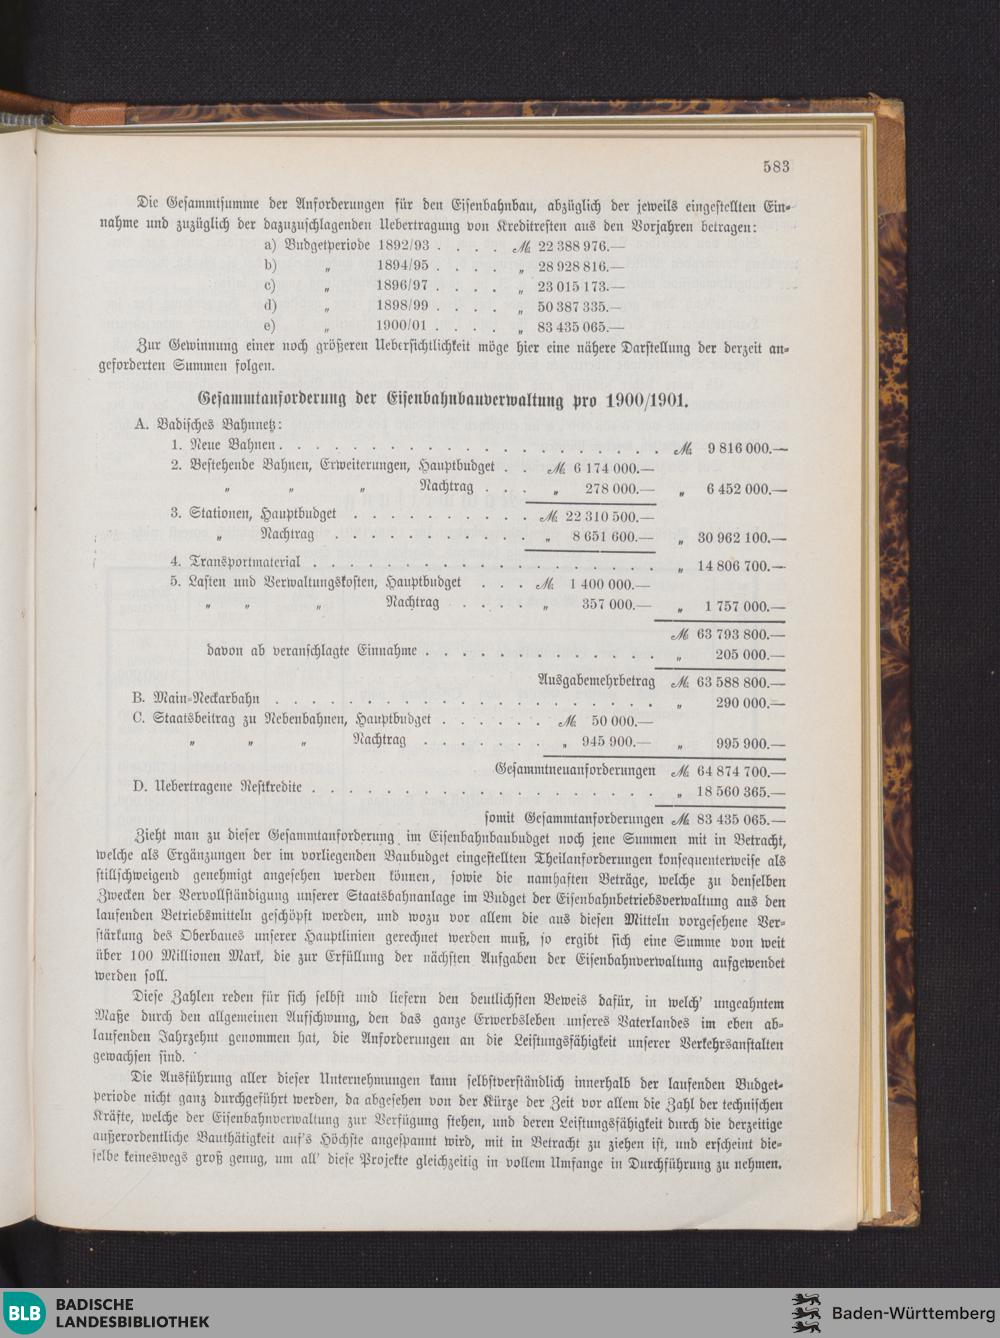 583
Die Gesammtsumme der Anforderungen für den Eisenbahnbau, abzüglich der jeweils eingestellten Ein-
nahme und zuzüglich der dazuzuschlagenden Uebertragung von Kreditresten aus den Vorjahren betragen:
a) Budgetperiode 1892/93 . . . . ℳ 22 388 976.—
b) „ 1894/95 . . . . „ 28 928 816.—
c) „ 1896/97 . . . . „ 23 015 173.—
d) „ 1898/99 . . . . „ 50 387 335.—
e) „ 1900/01 . . . . „ 83 435 065.—
Zur Gewinnung einer noch größeren Uebersichtlichkeit möge hier eine nähere Darstellung der derzeit an-
geforderten Summen folgen.
Gesammtanforderung der Eisenbahnbauverwaltung pro 1900/1901.
A. Badisches Bahnnetz:
1. Neue Bahnen . . . . . . . . . . . . . . . . . . . . ℳ 9 816 000.—
2. Bestehende Bahnen, Erweiterungen, Hauptbudget . . ℳ 6 174 000.—
„ „ „ Nachtrag . . . „ 278 000.— „ 6 452 000.—
3. Stationen, Hauptbudget . . . . . . . . . . ℳ 22 310 500.—
„ Nachtrag . . . . . . . . . . . „ 8 651 600.— „ 30 962 100.—
4. Transportmaterial . . . . . . . . . . . . . . . . . . „ 14 806 700.—
5. Lasten und Verwaltungskosten, Hauptbudget . . . ℳ 1 400 000.—
„ „ „ Nachtrag . . . . „ 357 000.— „ 1 757 000.—
ℳ 63 793 800.—
davon ab veranschlagte Einnahme . . . . . . . . . . . . . „ 205 000.—
Ausgabemehrbetrag ℳ 63 588 800.—
B. Main-Neckarbahn . . . . . . . . . . . . . . . . . . . . „ 290 000.—
C. Staatsbeitrag zu Nebenbahnen, Hauptbudget . . . . . . ℳ 50 000.—
„ „ „ Nachtrag . . . . . . . „ 945 900.— „ 995 900.—
Gesammtneuanforderungen ℳ 64 874 700.—
D. Uebertragene Restkredite . . . . . . . . . . . . . . . . . . „ 18 560 365.—
somit Gesammtanforderungen ℳ 83 435 065.—
Zieht man zu dieser Gesammtanforderung im Eisenbahnbaubudget noch jene Summen mit in Betracht,
welche als Ergänzungen der im vorliegenden Baubudget eingestellten Theilanforderungen konsequenterweise als
stillschweigend genehmigt angesehen werden können, sowie die namhaften Beträge, welche zu denselben
Zwecken der Vervollständigung unserer Staatsbahnanlage im Budget der Eisenbahnbetriebsverwaltung aus den
laufenden Betriebsmitteln geschöpft werden, und wozu vor allem die aus diesen Mitteln vorgesehene Ver-
stärkung des Oberbaues unserer Hauptlinien gerechnet werden muß, so ergibt sich eine Summe von weit
über 100 Millionen Mark, die zur Erfüllung der nächsten Aufgaben der Eisenbahnverwaltung aufgewendet
werden soll.
Diese Zahlen reden für sich selbst und liefern den deutlichsten Beweis dafür, in welch' ungeahntem
Maße durch den allgemeinen Aufschwung, den das ganze Erwerbsleben unseres Vaterlandes im eben ab-
laufenden Jahrzehnt genommen hat, die Anforderungen an die Leistungsfähigkeit unserer Verkehrsanstalten
gewachsen sind.
Die Ausführung aller dieser Unternehmungen kann selbstverständlich innerhalb der laufenden Budget-
periode nicht ganz durchgeführt werden, da abgesehen von der Kürze der Zeit vor allem die Zahl der technischen
Kräfte, welche der Eisenbahnverwaltung zur Verfügung stehen, und deren Leistungsfähigkeit durch die derzeitige
außerordentliche Bauthätigkeit auf's Höchste angespannt wird, mit in Betracht zu ziehen ist, und erscheint die-
selbe keineswegs groß genug, um all' diese Projekte gleichzeitig in vollem Umfange in Durchführung zu nehmen.
BLB BADISCHE
LANDESBIBLIOTHEK
Baden-Württemberg